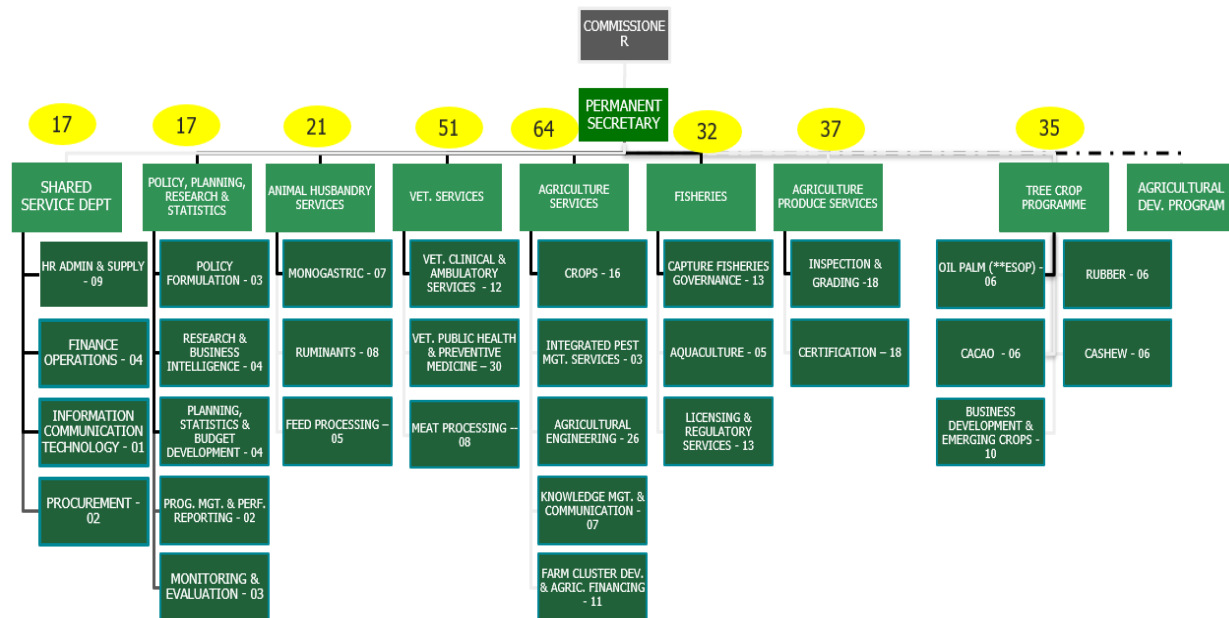 COMMISSIONE
R
PERMANENT
SECRETARY
17
17
21
51
64
32
37
35
SHARED
SERVICE DEPT
POLICY, PLANNING,
RESEARCH &
STATISTICS
ANIMAL HUSBANDRY
SERVICES
VET. SERVICES
AGRICULTURE
SERVICES
FISHERIES
AGRICULTURE
PRODUCE SERVICES
TREE CROP
PROGRAMME
AGRICULTURAL
DEV. PROGRAM
HR ADMIN & SUPPLY
- 09
FINANCE
OPERATIONS - 04
INFORMATION
COMMUNICATION
TECHNOLOGY - 01
PROCUREMENT -
02
POLICY
FORMULATION - 03
RESEARCH &
BUSINESS
INTELLIGENCE - 04
PLANNING,
STATISTICS &
BUDGET
DEVELOPMENT - 04
PROG. MGT. & PERF.
REPORTING - 02
MONITORING &
EVALUATION - 03
MONOGASTRIC - 07
RUMINANTS - 08
FEED PROCESSING –
05
VET. CLINICAL &
AMBULATORY
SERVICES - 12
VET. PUBLIC HEALTH
& PREVENTIVE
MEDICINE – 30
MEAT PROCESSING –
08
CROPS - 16
INTEGRATED PEST
MGT. SERVICES - 03
AGRICULTURAL
ENGINEERING - 26
KNOWLEDGE MGT. &
COMMUNICATION -
07
FARM CLUSTER DEV.
& AGRIC. FINANCING
- 11
CAPTURE FISHERIES
GOVERNANCE - 13
AQUACULTURE - 05
LICENSING &
REGULATORY
SERVICES - 13
INSPECTION &
GRADING -18
CERTIFICATION – 18
OIL PALM (**ESOP) -
06
RUBBER - 06
CACAO - 06
CASHEW - 06
BUSINESS
DEVELOPMENT &
EMERGING CROPS -
10